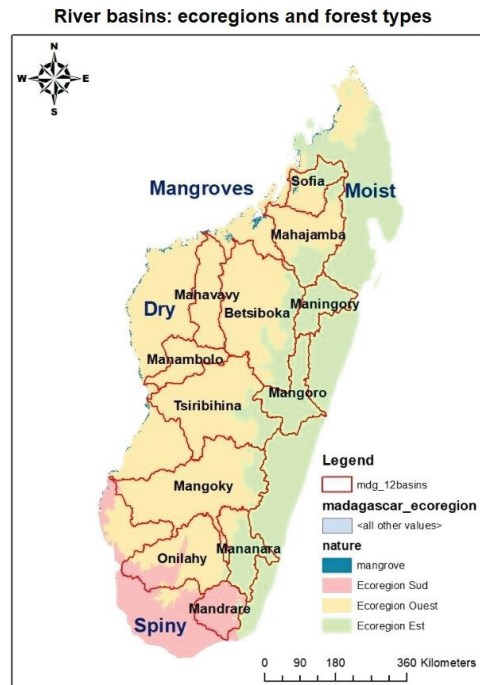 River basins: ecoregions and forest types
N
W E
S
Mangroves
Sofia
Moist
Mahajamba
Mahavavy
Betsiboka
Maningory
Dry
Manambolo
Tsiribihina
Mangoro
Mangoky
Onilahy
Mananara
Mandrare
Spiny
Legend
mdg_12basins
madagascar_ecoregion
<all other values>
nature
mangrove
Ecoregion Sud
Ecoregion Ouest
Ecoregion Est
0 90 180 360 Kilometers